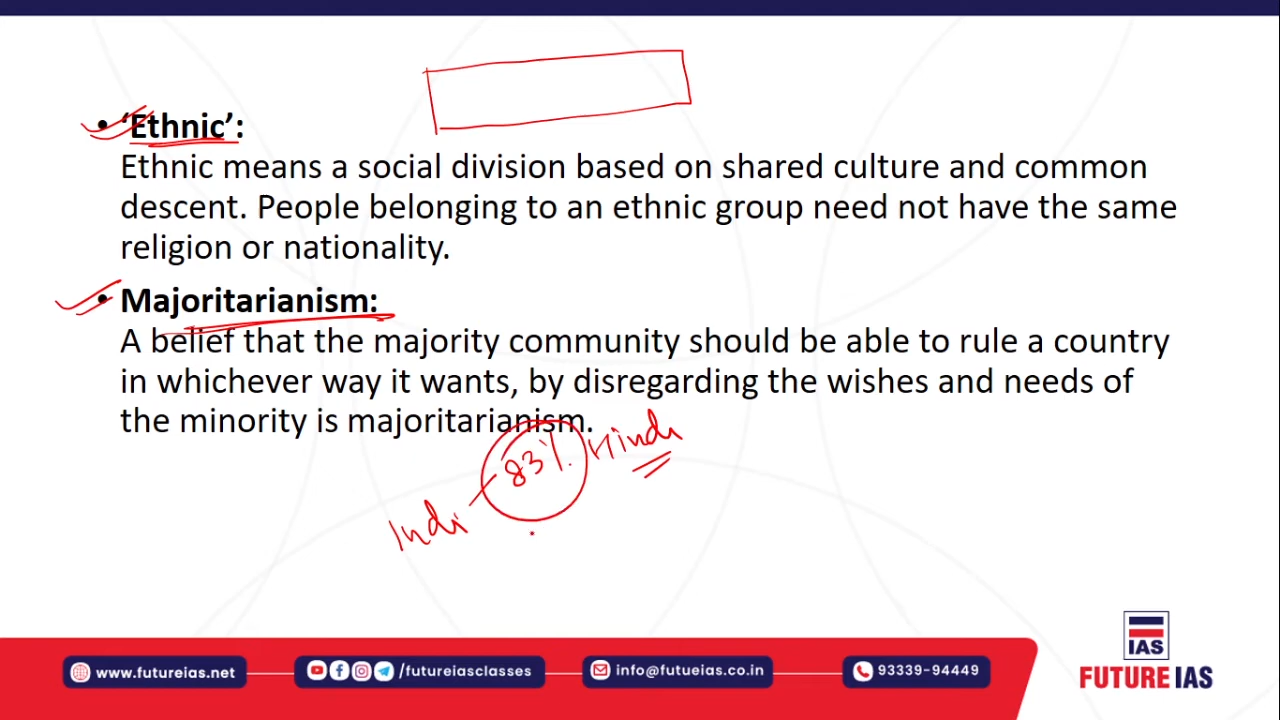 • ‘Ethnic’:
Ethnic means a social division based on shared culture and common
descent. People belonging to an ethnic group need not have the same
religion or nationality.
• Majoritarianism:
A belief that the majority community should be able to rule a country
in whichever way it wants, by disregarding the wishes and needs of
the minority is majoritarianism.
83% Hindu
Indi
www.futureias.net
/futureiasclasses
info@futueias.co.in
93339-94449
IAS
FUTURE IAS